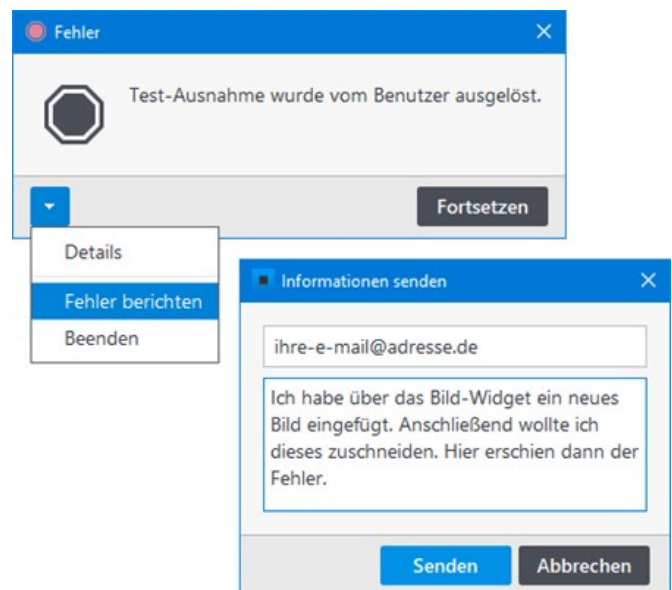 Fehler
Test-Ausnahme wurde vom Benutzer ausgelöst.
Fortsetzen
Details
Fehler berichten
Beenden
Informationen senden
ihre-e-mail@adresse.de
Ich habe über das Bild-Widget ein neues
Bild eingefügt. Anschließend wollte ich
dieses zuschneiden. Hier erschien dann der
Fehler.
Senden
Abbrechen